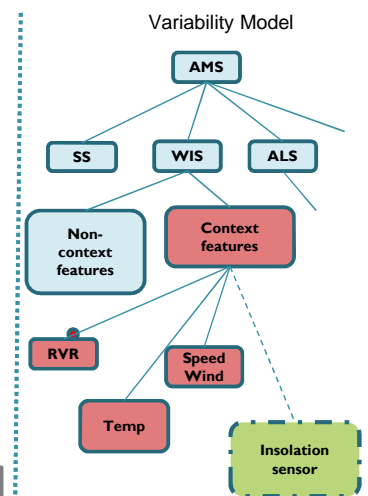 Variability Model
AMS
SS
WIS
ALS
Non-
context
features
Context
features
RVR
Speed
Wind
Temp
Insolation
sensor